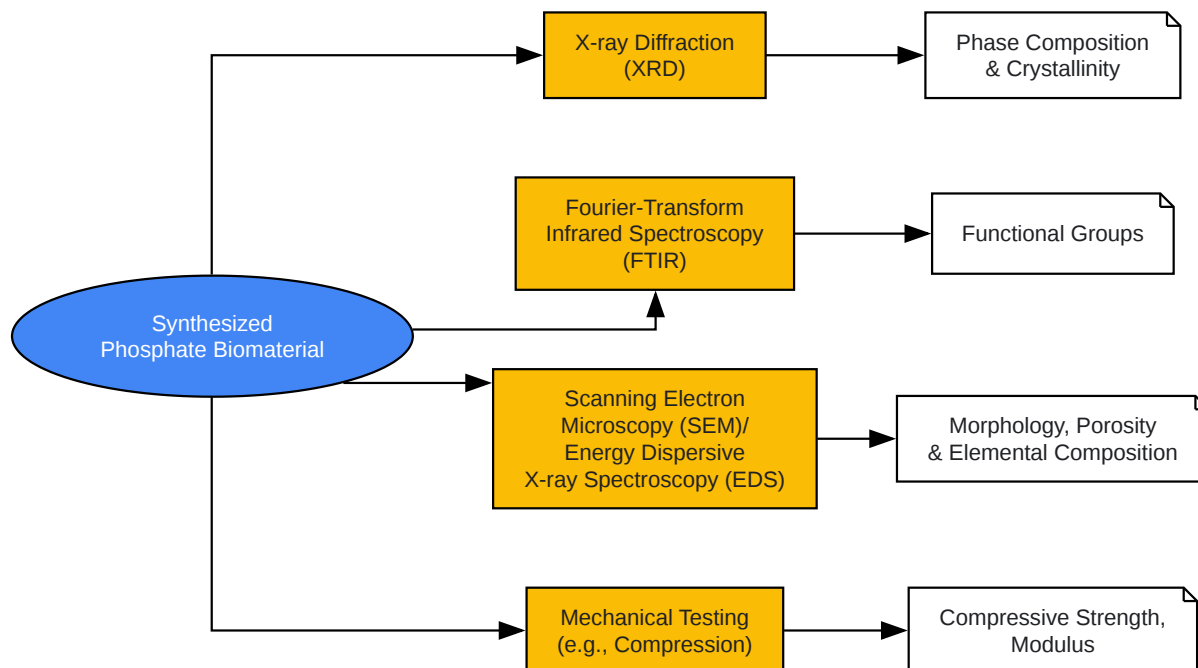 X-ray Diffraction
(XRD)
Phase Composition
& Crystallinity
Fourier-Transform
Infrared Spectroscopy
(FTIR)
Functional Groups
Synthesized
Phosphate Biomaterial
Scanning Electron
Microscopy (SEM)/
Energy Dispersive
X-ray Spectroscopy (EDS)
Morphology, Porosity
& Elemental Composition
Mechanical Testing
(e.g., Compression)
Compressive Strength,
Modulus